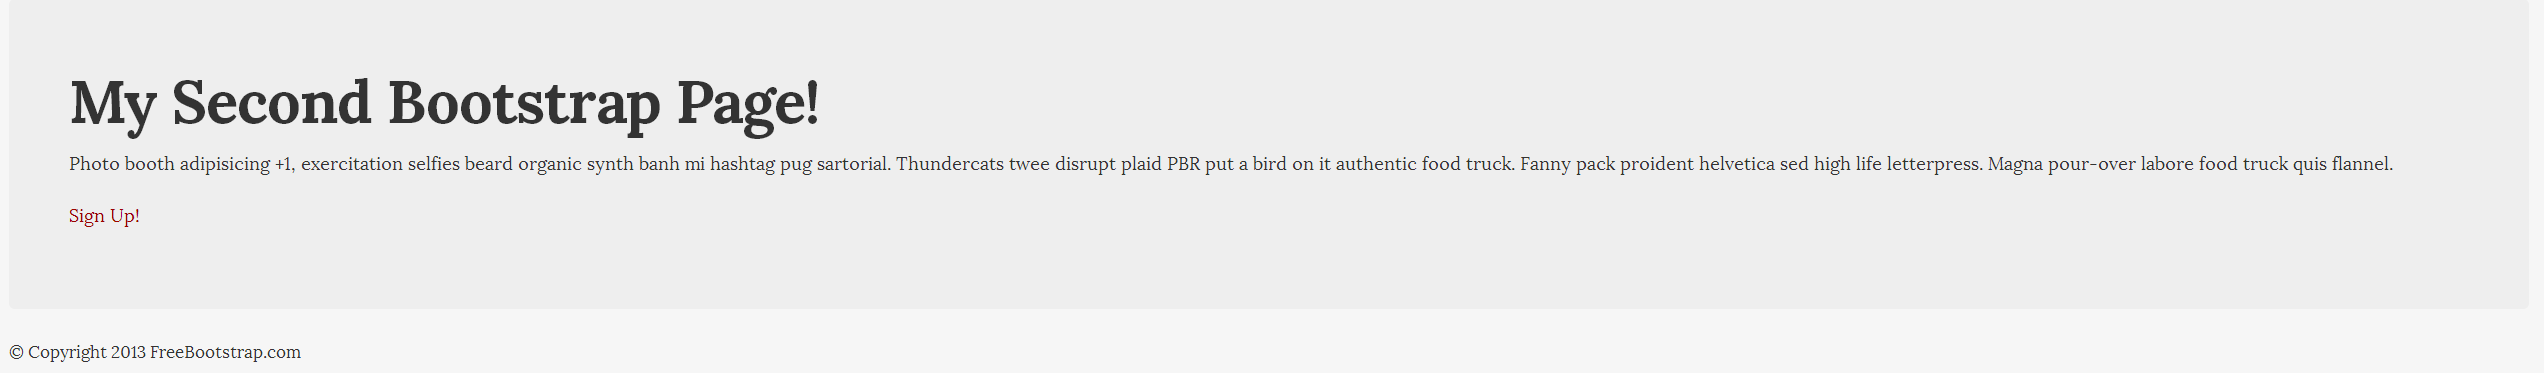 My Second Bootstrap Page!
Photo booth adipisicing +1, exercitation selfies beard organic synth banh mi hashtag pug sartorial. Thundercats twee disrupt plaid PBR put a bird on it authentic food truck. Fanny pack proident helvetica sed high life letterpress. Magna pour-over labore food truck quis flannel.
Sign Up!
© Copyright 2013 FreeBootstrap.com